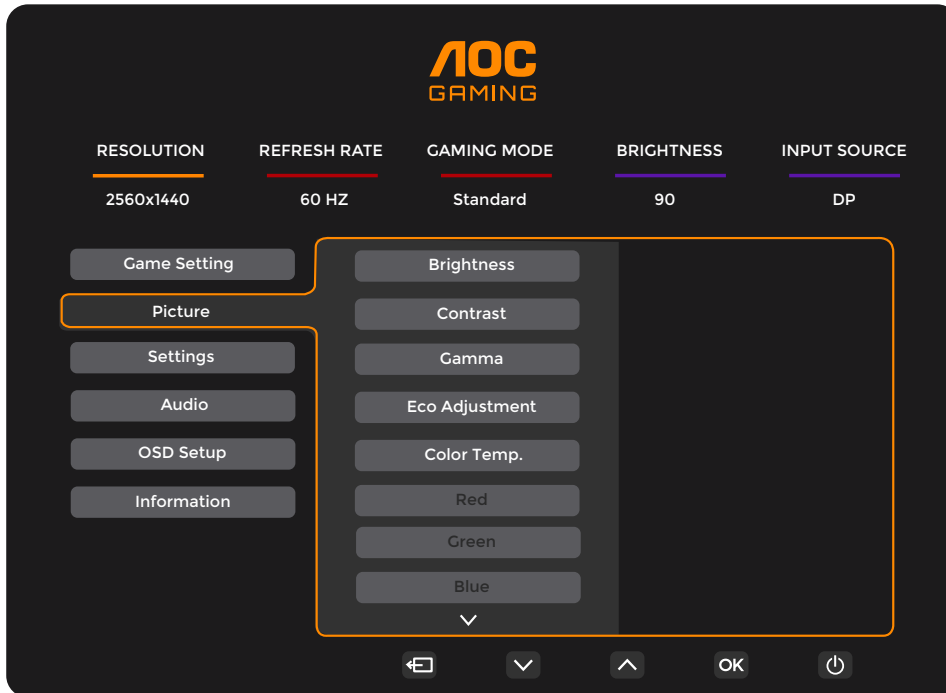 AOC
GAMING
RESOLUTION REFRESH RATE GAMING MODE BRIGHTNESS INPUT SOURCE
2560x1440 60 HZ Standard 90 DP
Game Setting
Picture
Settings
Audio
OSD Setup
Information
Brightness
Contrast
Gamma
Eco Adjustment
Color Temp.
Red
Green
Blue
OK